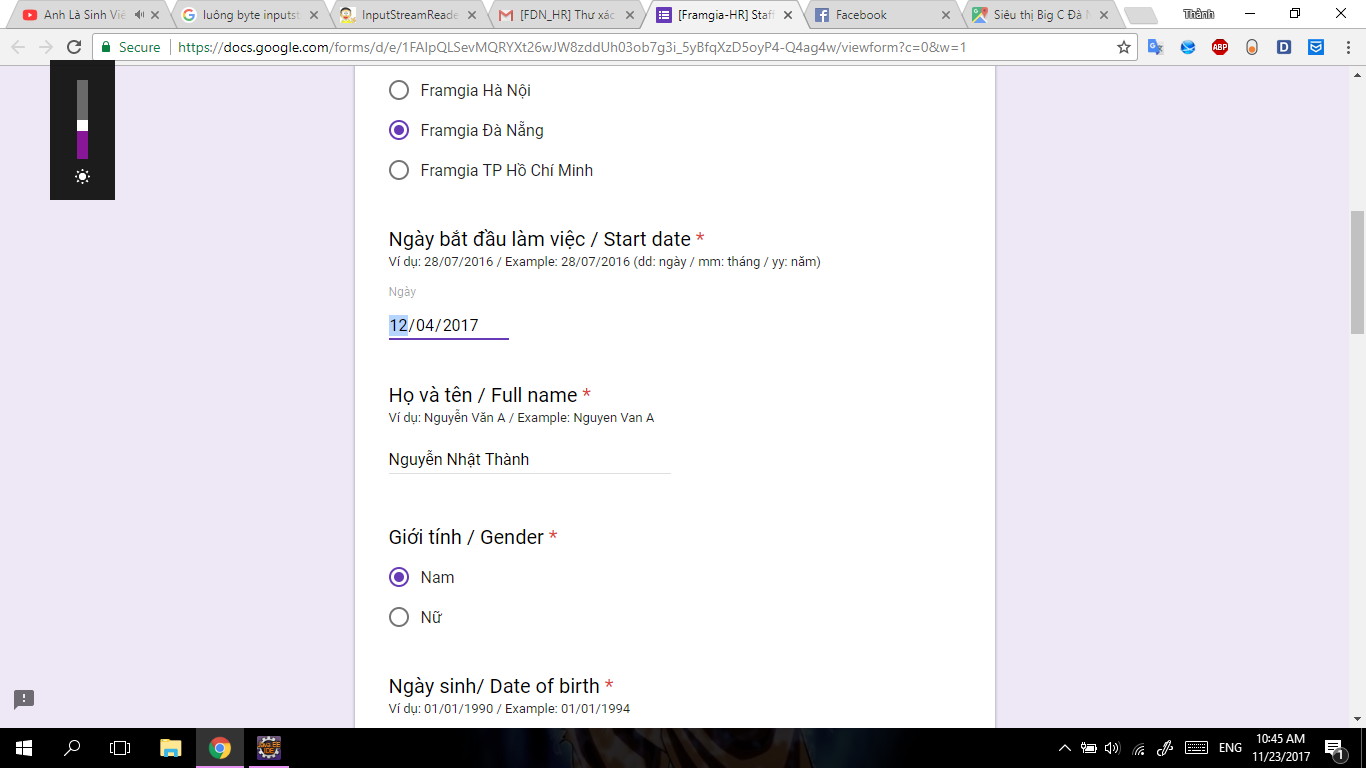 Anh Là Sinh Viê
luông byte inputst
InputStreamReade
[FDN_HR] Thư xác
[Framgia-HR] Staf
Facebook
Siêu thị Big C Đà N
Thành
Secure
https://docs.google.com/forms/d/e/1FAIpQLSevMQRYXt26wJW8zddUh03ob7g3i_5yBfqXzD5oyP4-Q4ag4w/viewform?c=0&w=1
ABP
D
Framgia Hà Nội
Framgia Đà Nẵng
Framgia TP Hồ Chí Minh
Ngày bắt đầu làm việc / Start date *
Ví dụ: 28/07/2016 / Example: 28/07/2016 (dd: ngày / mm: tháng / yy: năm)
Ngày
12/04/2017
Họ và tên / Full name *
Ví dụ: Nguyễn Văn A / Example: Nguyen Van A
Nguyễn Nhật Thành
Giới tính / Gender *
Nam
Nữ
Ngày sinh/ Date of birth *
Ví dụ: 01/01/1990 / Example: 01/01/1994
ENG
10:45 AM
11/23/2017
1